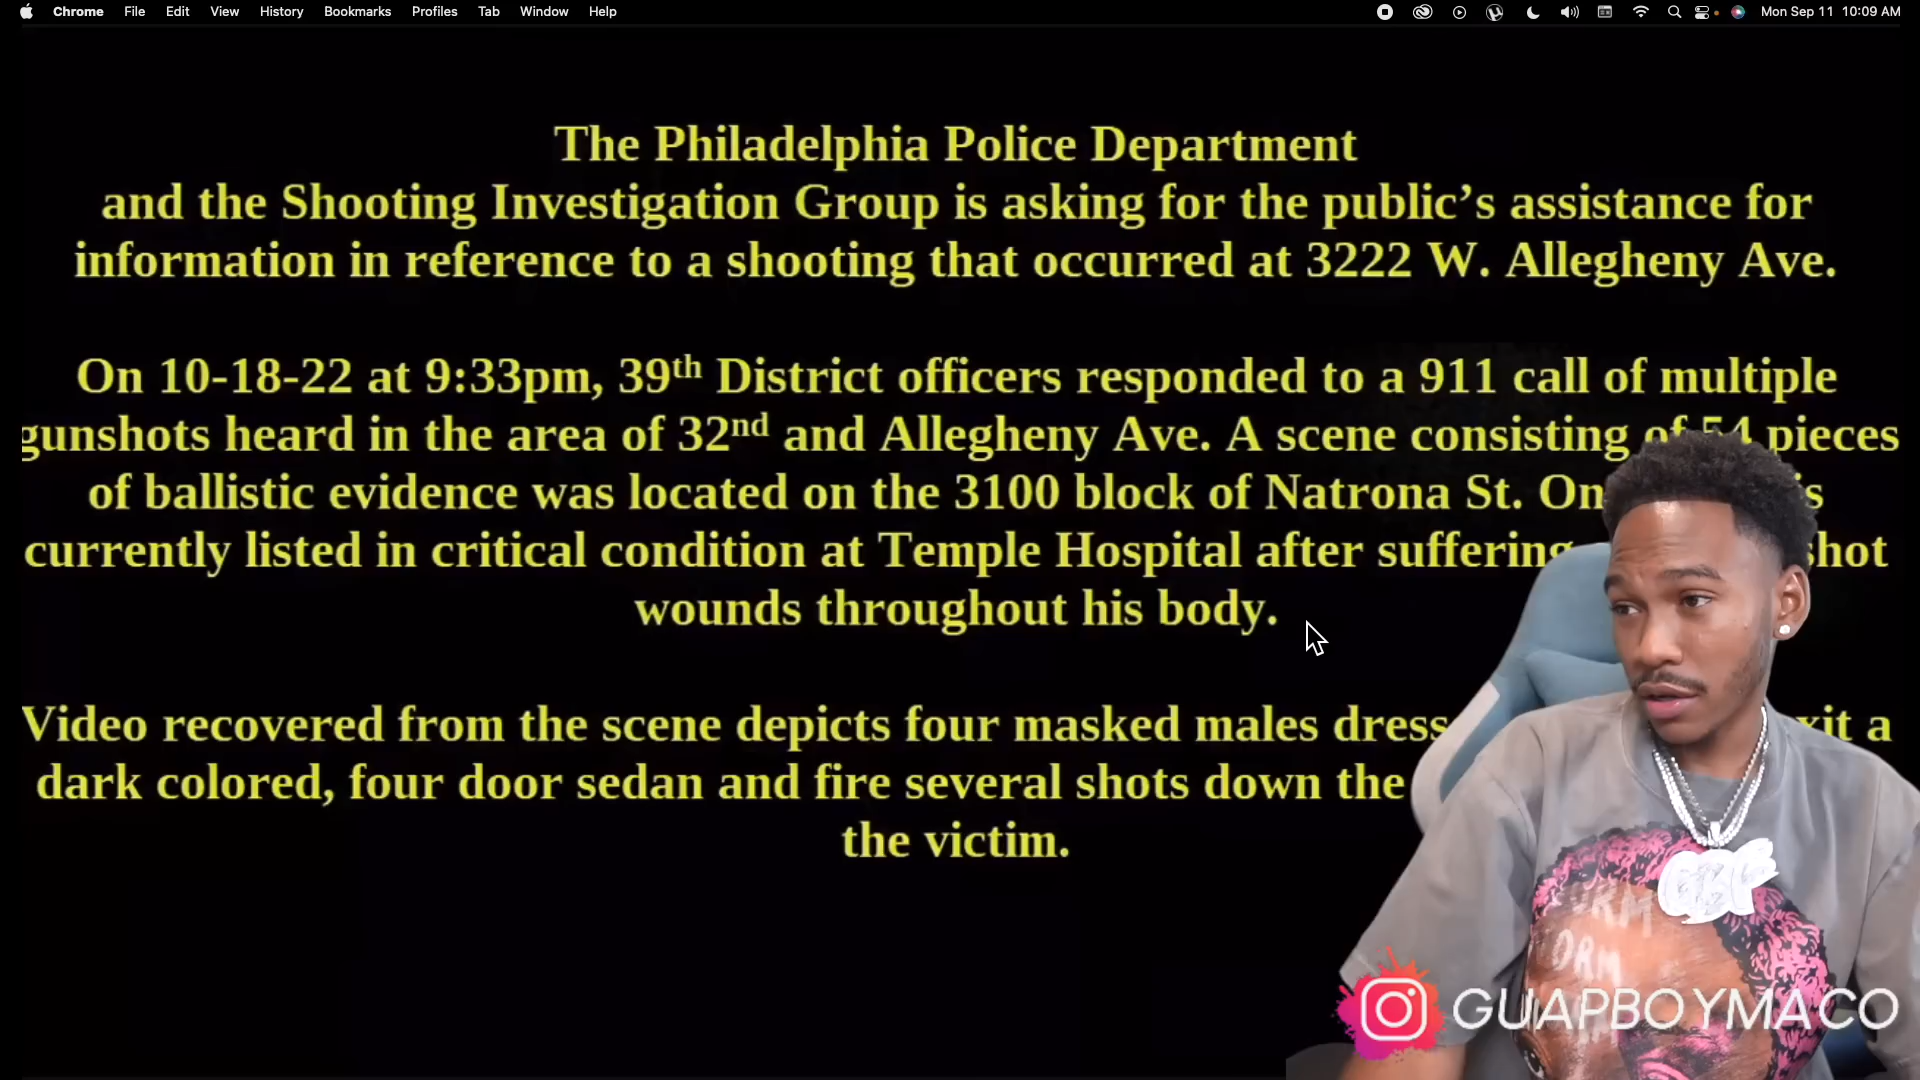 Chrome File Edit View History Bookmarks Profiles Tab Window Help Mon Sep 11 10:09 AM
The Philadelphia Police Department
and the Shooting Investigation Group is asking for the public’s assistance for
information in reference to a shooting that occurred at 3222 W. Allegheny Ave.
On 10-18-22 at 9:33pm, 39th District officers responded to a 911 call of multiple
gunshots heard in the area of 32nd and Allegheny Ave. A scene consisting of 54 pieces
of ballistic evidence was located on the 3100 block of Natrona St. is
currently listed in critical condition at Temple Hospital after suffering shot
wounds throughout his body.
Video recovered from the scene depicts four masked males a
dark colored, four door sedan and fire several shots down the
the victim.
GUAPBOYMACO